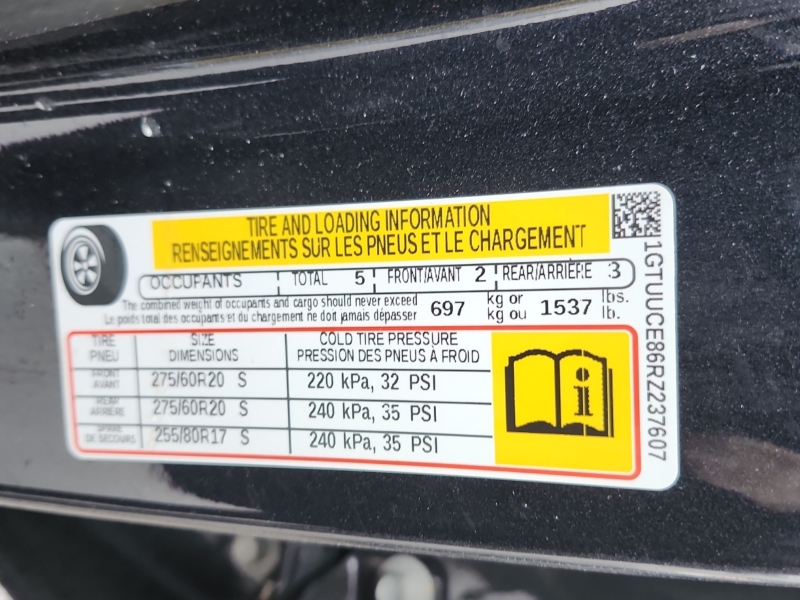 TIRE AND LOADING INFORMATION
RENSEIGNEMENTS SUR LES PNEUS ET LE CHARGEMENT
OCCUPANTS TOTAL 5 FRONT/AVANT 2 REAR/ARRIÈRE 3
The combined weight of occupants and cargo should never exceed 697 kg or 1537 lbs.
Le poids total des occupants et du chargement ne doit jamais dépasser kg ou lb.
TIRE SIZE COLD TIRE PRESSURE
PNEU DIMENSIONS PRESSION DES PNEUS À FROID
FRONT
AVANT 275/60R20 S 220 kPa, 32 PSI
REAR
ARRIÈRE 275/60R20 S 240 kPa, 35 PSI
SPARE
DE SECOURS 255/80R17 S 240 kPa, 35 PSI
i
1GTUUCE86RZ237607